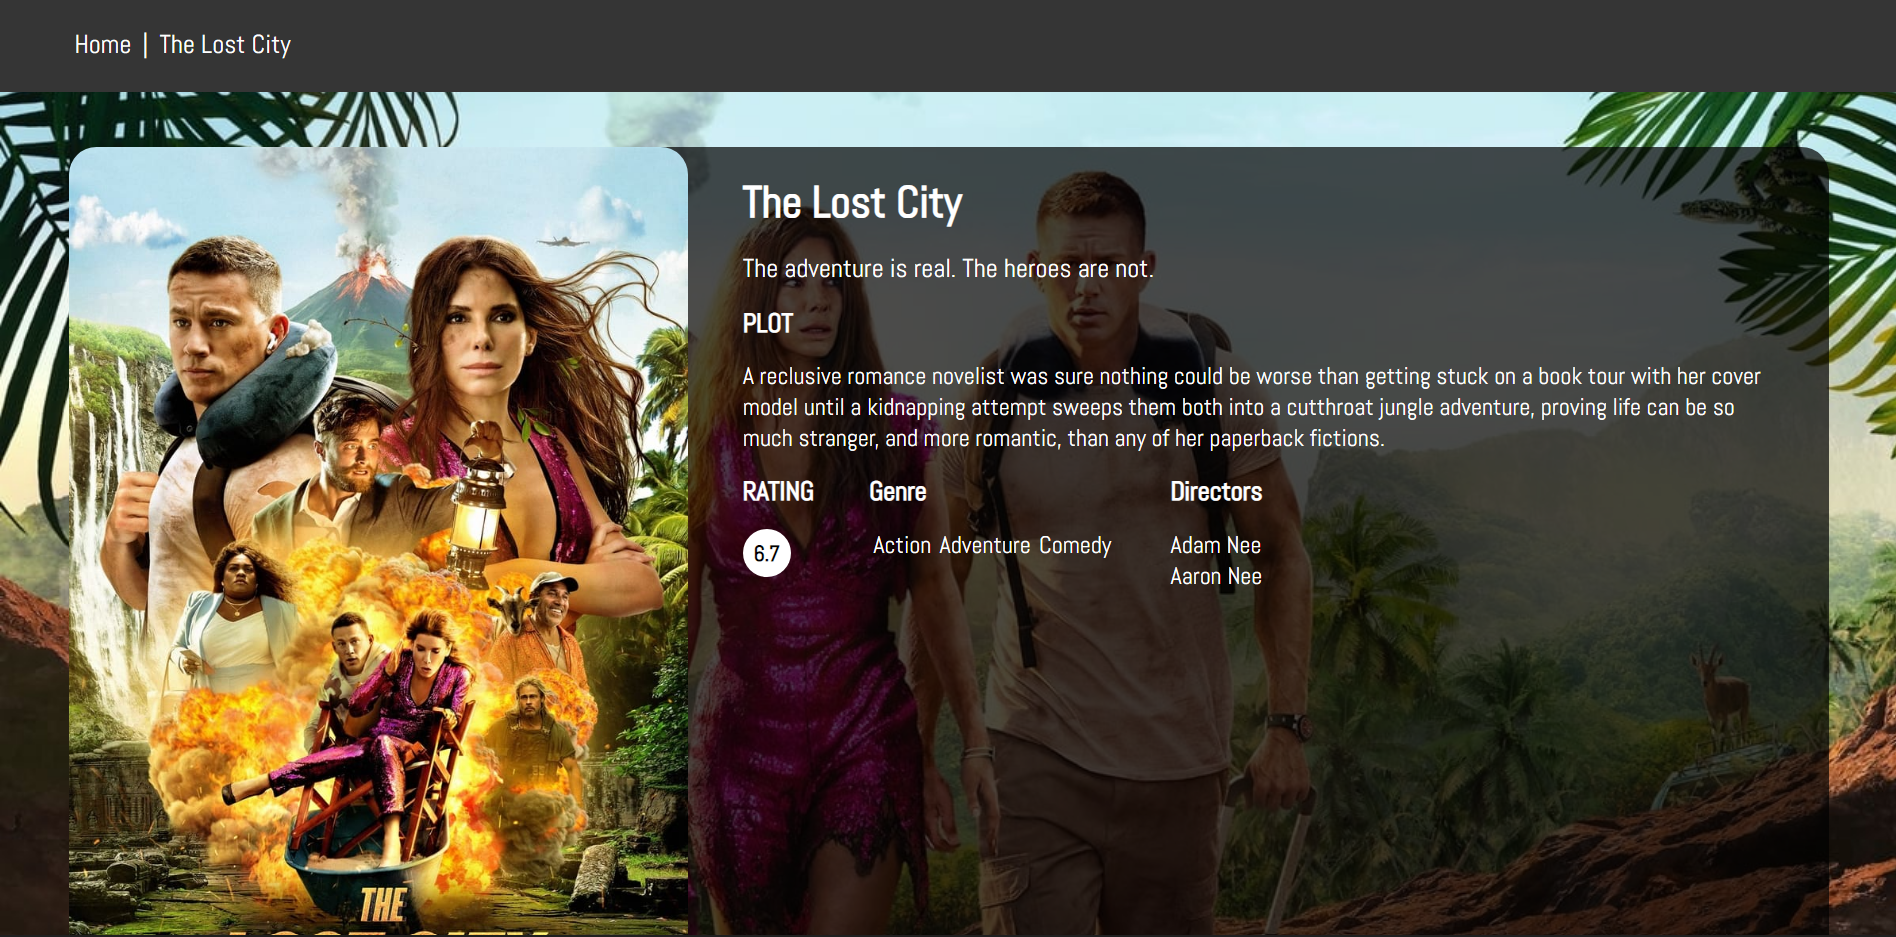 Home | The Lost City
The Lost City
The adventure is real. The heroes are not.
PLOT
A reclusive romance novelist was sure nothing could be worse than getting stuck on a book tour with her cover
model until a kidnapping attempt sweeps them both into a cutthroat jungle adventure, proving life can be so
much stranger, and more romantic, than any of her paperback fictions.
RATING Genre Directors
6.7 Action Adventure Comedy Adam Nee
Aaron Nee
THE